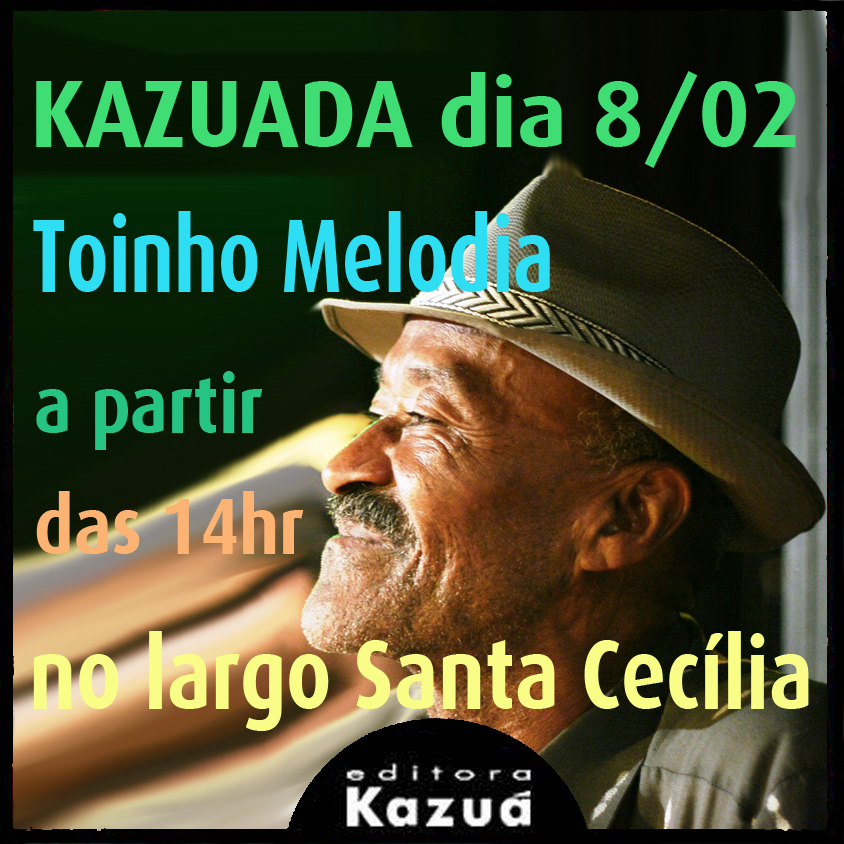 KAZUADA dia 8/02
Toinho Melodia
a partir
das 14hr
no largo Santa Cecília
editora
Kazuá